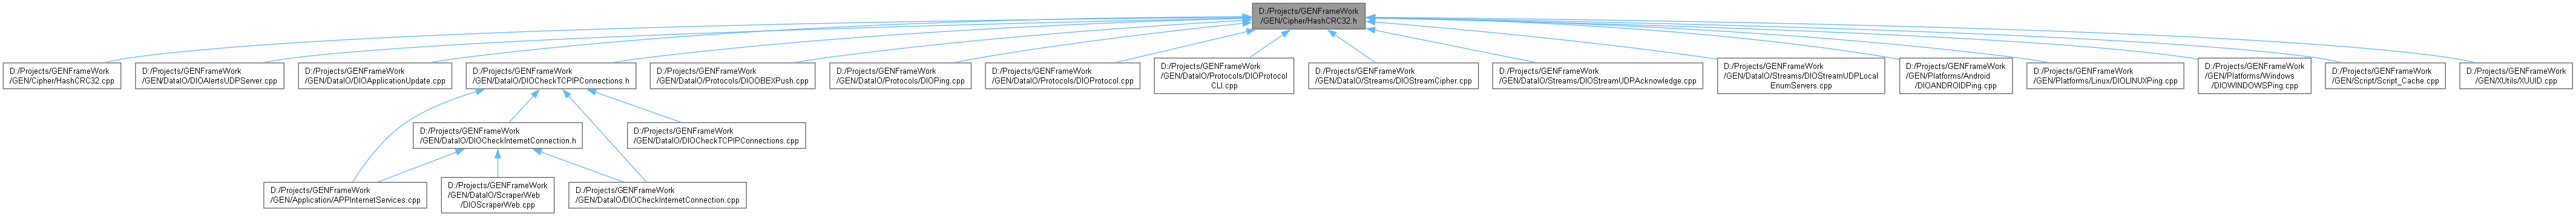 D:/Projects/GENFrameWork
/GEN/Cipher/HashCRC32.h
D:/Projects/GENFrameWork
/GEN/Cipher/HashCRC32.cpp
D:/Projects/GENFrameWork
/GEN/DataIO/DIOAlerts/UDPServer.cpp
D:/Projects/GENFrameWork
/GEN/DataIO/DIOApplicationUpdate.cpp
D:/Projects/GENFrameWork
/GEN/DataIO/DIOCheckTCPIPConnections.h
D:/Projects/GENFrameWork
/GEN/DataIO/Protocols/DIOOBEXPush.cpp
D:/Projects/GENFrameWork
/GEN/DataIO/Protocols/DIOPing.cpp
D:/Projects/GENFrameWork
/GEN/DataIO/Protocols/DIOProtocol.cpp
D:/Projects/GENFrameWork
/GEN/DataIO/Protocols/DIOProtocol
CLI.cpp
D:/Projects/GENFrameWork
/GEN/DataIO/Streams/DIOStreamCipher.cpp
D:/Projects/GENFrameWork
/GEN/DataIO/Streams/DIOStreamUDPAcknowledge.cpp
D:/Projects/GENFrameWork
/GEN/DataIO/Streams/DIOStreamUDPLocal
EnumServers.cpp
D:/Projects/GENFrameWork
/GEN/Platforms/Android
/DIOANDROIDPing.cpp
D:/Projects/GENFrameWork
/GEN/Platforms/Linux/DIOLINUXPing.cpp
D:/Projects/GENFrameWork
/GEN/Platforms/Windows
/DIOWINDOWSPing.cpp
D:/Projects/GENFrameWork
/GEN/Script/Script_Cache.cpp
D:/Projects/GENFrameWork
/GEN/XUtils/XUUID.cpp
D:/Projects/GENFrameWork
/GEN/DataIO/DIOCheckInternetConnection.h
D:/Projects/GENFrameWork
/GEN/DataIO/DIOCheckTCPIPConnections.cpp
D:/Projects/GENFrameWork
/GEN/Application/APPInternetServices.cpp
D:/Projects/GENFrameWork
/GEN/DataIO/ScraperWeb
/DIOScraperWeb.cpp
D:/Projects/GENFrameWork
/GEN/DataIO/DIOCheckInternetConnection.cpp